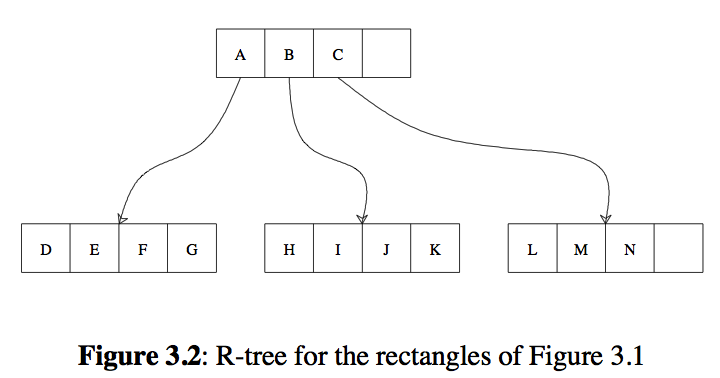 A B C
D E F G H I J K L M N
Figure 3.2: R-tree for the rectangles of Figure 3.1